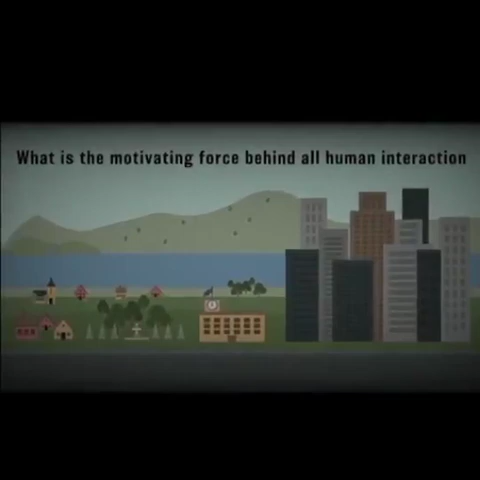 What is the motivating force behind all human interaction